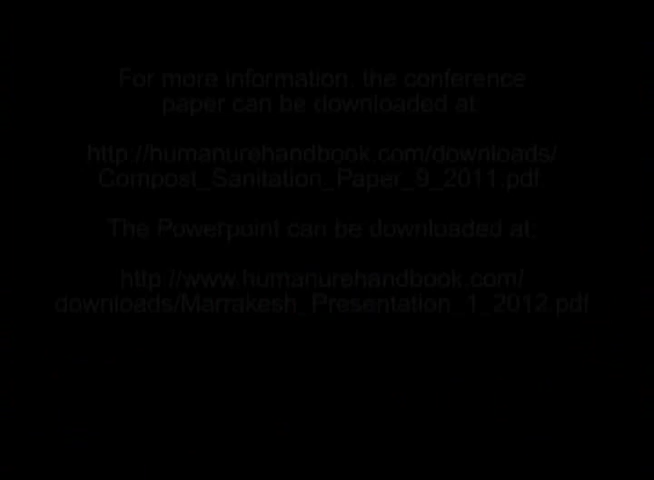 For more information, the conference
paper can be downloaded at:
http://humanurehandbook.com/downloads/
Compost_Sanitation_Paper_9_2011.pdf
The Powerpoint can be downloaded at:
http://www.humanurehandbook.com/
downloads/Marrakesh_Presentation_1_2012.pdf